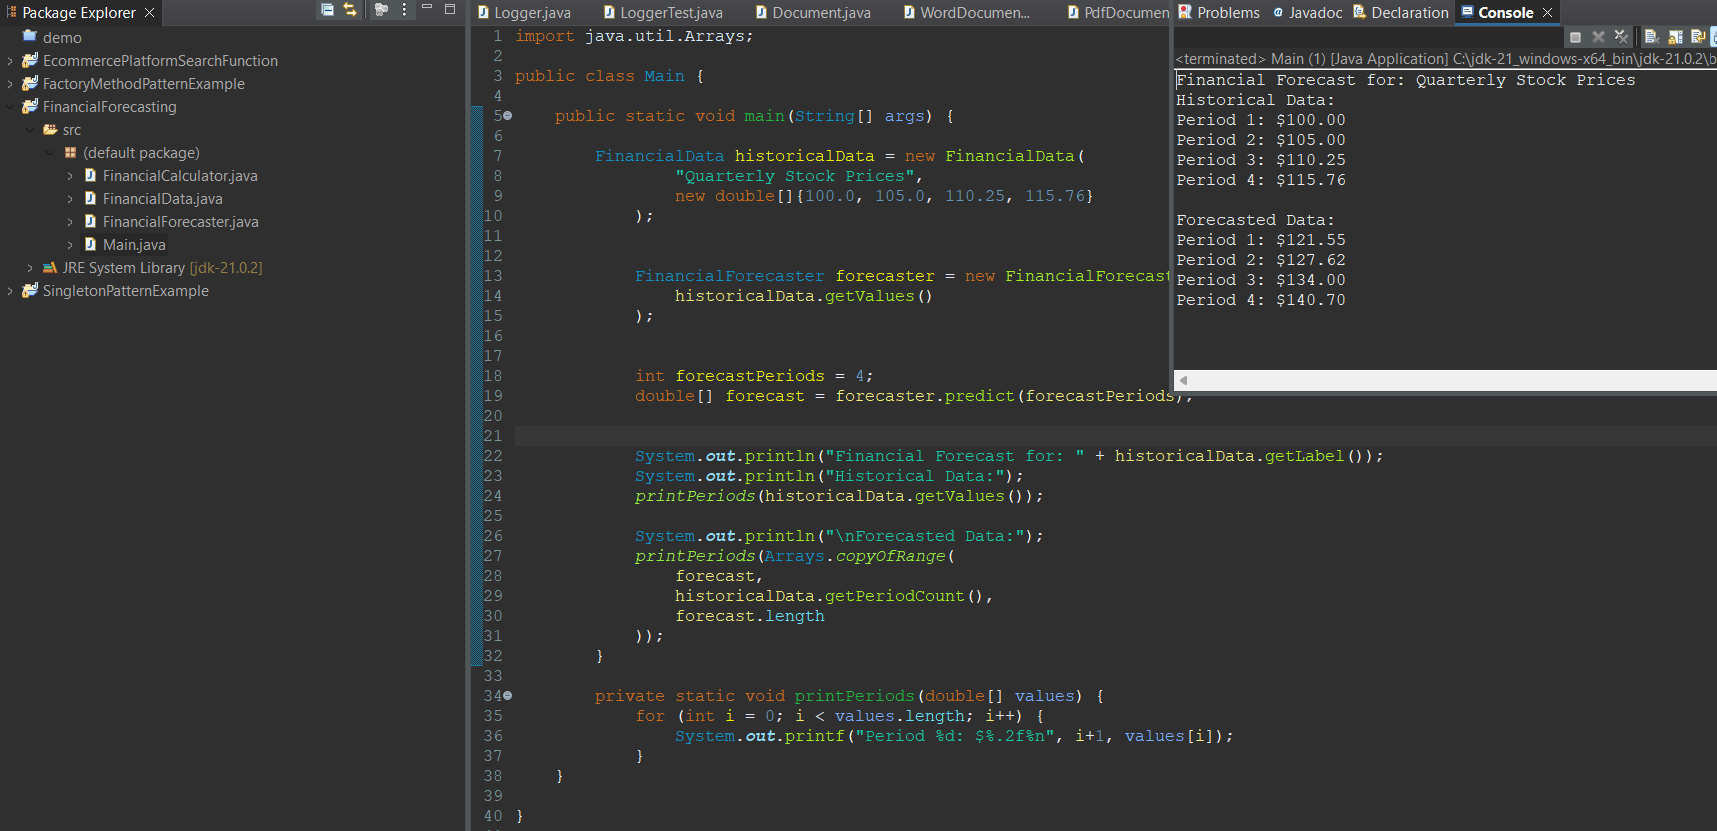 Package Explorer
demo
EcommercePlatformSearchFunction
FactoryMethodPatternExample
FinancialForecasting
src
(default package)
FinancialCalculator.java
FinancialData.java
FinancialForecaster.java
Main.java
JRE System Library [jdk-21.0.2]
SingletonPatternExample
Logger.java LoggerTest.java Document.java WordDocumen... PdfDocumen
1 import java.util.Arrays;
2
3 public class Main {
4
5 public static void main(String[] args) {
6
7 FinancialData historicalData = new FinancialData(
8 "Quarterly Stock Prices",
9 new double[]{100.0, 105.0, 110.25, 115.76}
10 );
11
12
13 FinancialForecaster forecaster = new FinancialForecast
14 historicalData.getValues()
15 );
16
17
18 int forecastPeriods = 4;
19 double[] forecast = forecaster.predict(forecastPeriods);
20
21
22 System.out.println("Financial Forecast for: " + historicalData.getLabel());
23 System.out.println("Historical Data:");
24 printPeriods(historicalData.getValues());
25
26 System.out.println("\nForecasted Data:");
27 printPeriods(Arrays.copyOfRange(
28 forecast,
29 historicalData.getPeriodCount(),
30 forecast.length
31 ));
32 }
33
34 private static void printPeriods(double[] values) {
35 for (int i = 0; i < values.length; i++) {
36 System.out.printf("Period %d: $%.2f%n", i+1, values[i]);
37 }
38 }
39
40 }
Problems Javadoc Declaration Console
<terminated> Main (1) [Java Application] C:\jdk-21_windows-x64_bin\jdk-21.0.2\b
Financial Forecast for: Quarterly Stock Prices
Historical Data:
Period 1: $100.00
Period 2: $105.00
Period 3: $110.25
Period 4: $115.76
Forecasted Data:
Period 1: $121.55
Period 2: $127.62
Period 3: $134.00
Period 4: $140.70